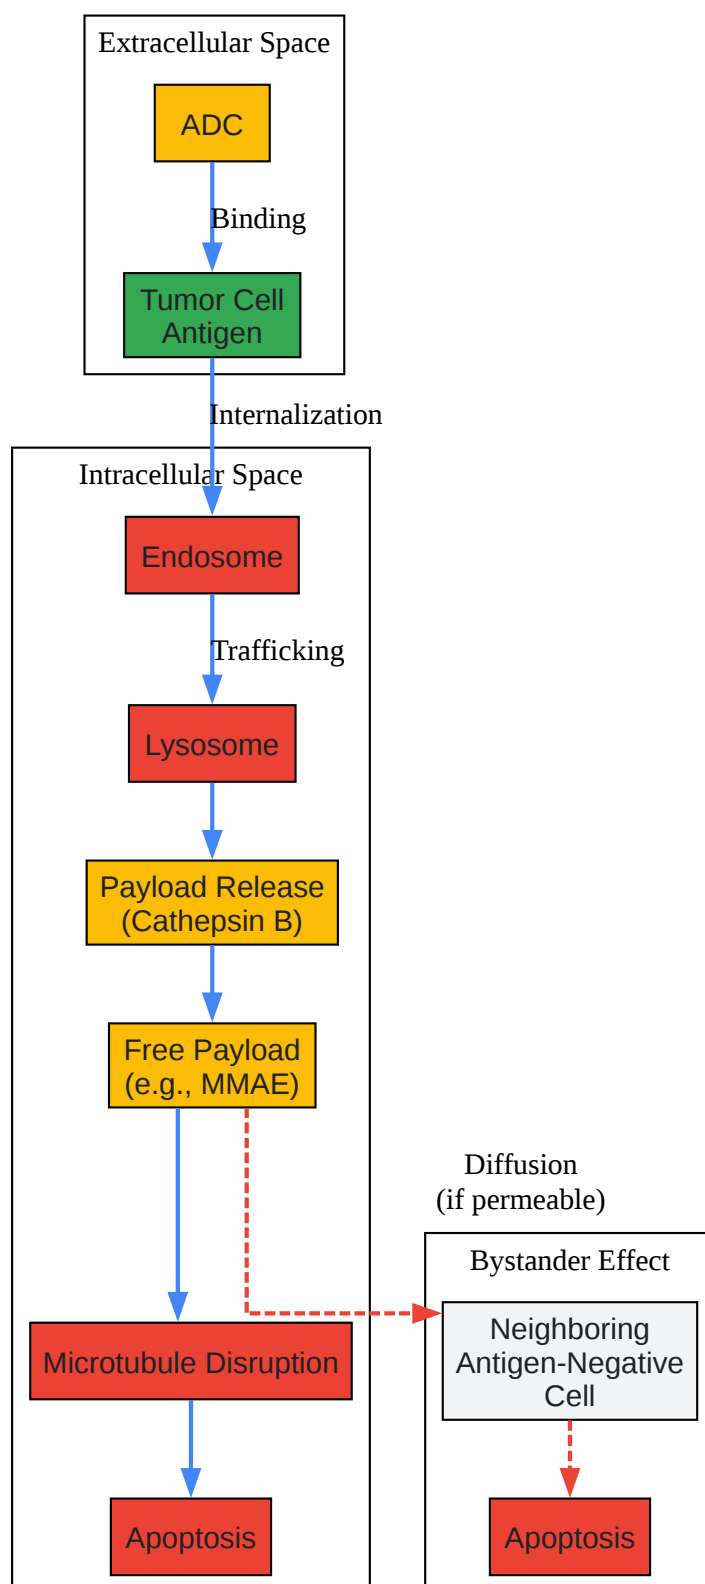 Extracellular Space
ADC
Binding
Tumor Cell
Antigen
Internalization
Intracellular Space
Endosome
Trafficking
Lysosome
Payload Release
(Cathepsin B)
Free Payload
(e.g., MMAE)
Diffusion
(if permeable)
Bystander Effect
Neighboring
Antigen-Negative
Cell
Microtubule Disruption
Apoptosis
Apoptosis